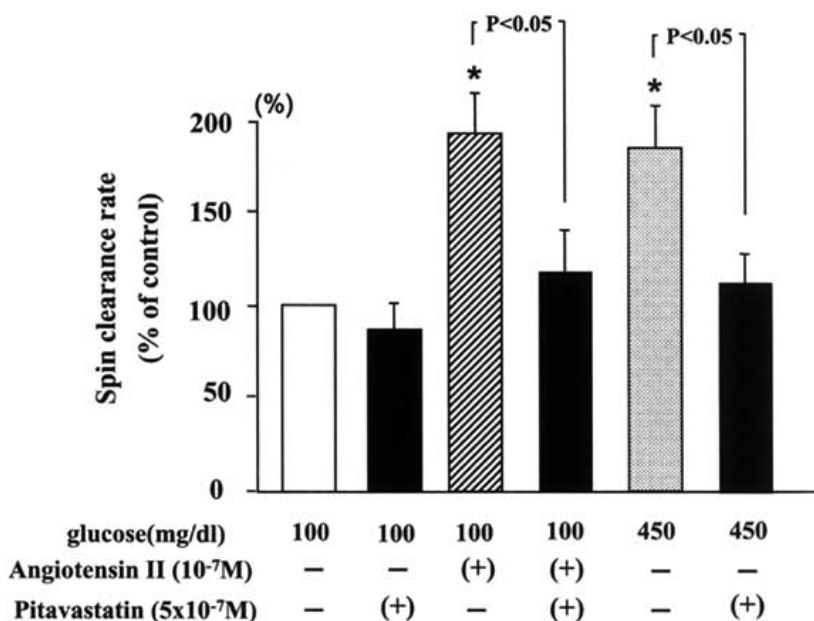 P<0.05
P<0.05
*
*
(%)
200
150
100
50
0
Spin clearance rate
(% of control)
glucose(mg/dl) 100 100 100 100 450 450
Angiotensin II (10⁻⁷M) − − (+) (+) − −
Pitavastatin (5x10⁻⁷M) − (+) − (+) − (+)